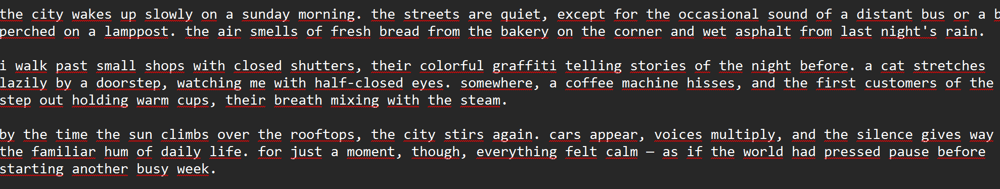 the city wakes up slowly on a sunday morning. the streets are quiet, except for the occasional sound of a distant bus or a
perched on a lamppost. the air smells of fresh bread from the bakery on the corner and wet asphalt from last night's rain.
i walk past small shops with closed shutters, their colorful graffiti telling stories of the night before. a cat stretches
lazily by a doorstep, watching me with half-closed eyes. somewhere, a coffee machine hisses, and the first customers of the
step out holding warm cups, their breath mixing with the steam.
by the time the sun climbs over the rooftops, the city stirs again. cars appear, voices multiply, and the silence gives way
the familiar hum of daily life. for just a moment, though, everything felt calm — as if the world had pressed pause before
starting another busy week.